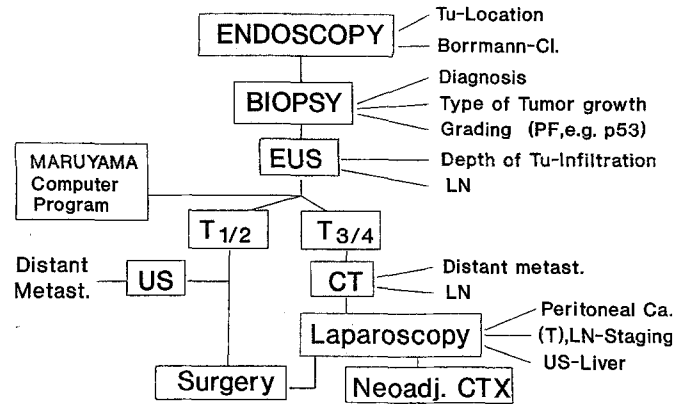 ENDOSCOPY
Tu-Location
Borrmann-Cl.
BIOPSY
Diagnosis
Type of Tumor growth
Grading (PF,e.g. p53)
EUS
Depth of Tu-Infiltration
LN
MARUYAMA
Computer
Program
T1/2
T3/4
Distant
Metast.
US
CT
Distant metast.
LN
Laparoscopy
Peritoneal Ca.
(T),LN-Staging
US-Liver
Surgery
Neoadj. CTX